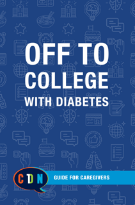 OFF TO
COLLEGE
WITH DIABETES
CDN
GUIDE FOR CAREGIVERS